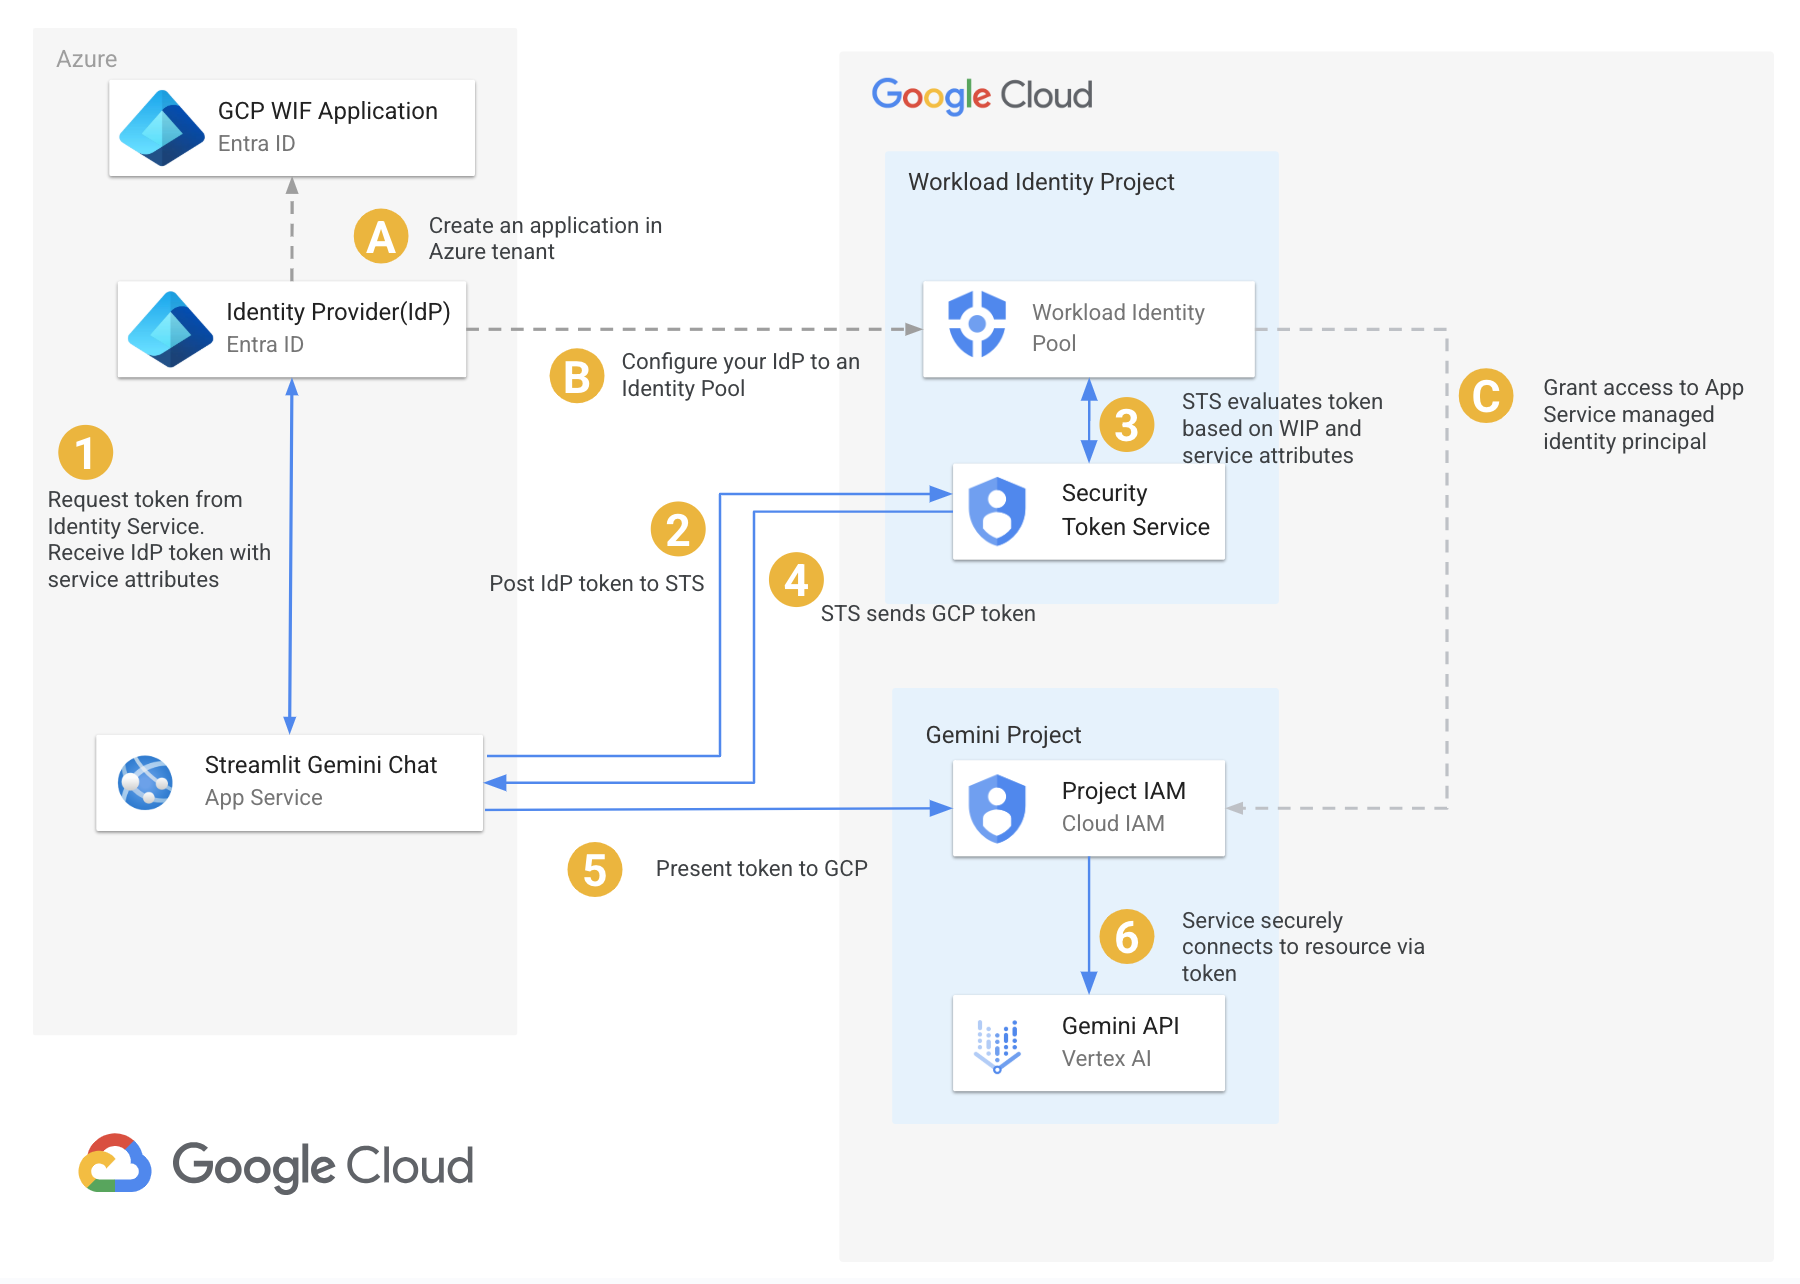 Azure
GCP WIF Application
Entra ID
Google Cloud
Workload Identity Project
A
Create an application in
Azure tenant
Identity Provider(IdP)
Entra ID
B
Configure your IdP to an
Identity Pool
Workload Identity
Pool
C
Grant access to App
Service managed
identity principal
1
Request token from
Identity Service.
Receive IdP token with
service attributes
3
STS evaluates token
based on WIP and
service attributes
Security
Token Service
2
Post IdP token to STS
4
STS sends GCP token
Streamlit Gemini Chat
App Service
Gemini Project
Project IAM
Cloud IAM
5
Present token to GCP
6
Service securely
connects to resource via
token
Gemini API
Vertex AI
Google Cloud